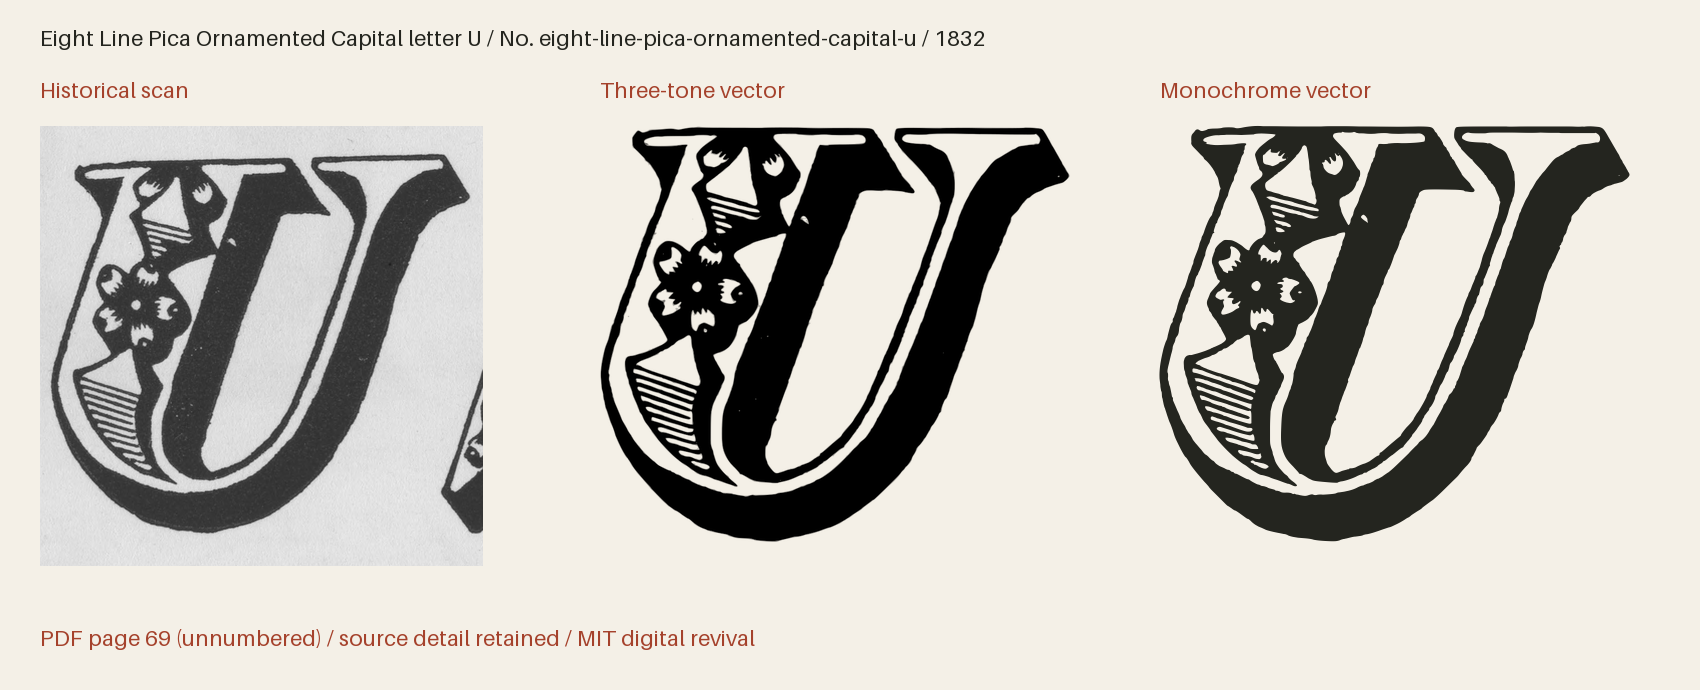 Eight Line Pica Ornamented Capital letter U / No. eight-line-pica-ornamented-capital-u / 1832
Historical scan
Three-tone vector
Monochrome vector
U
U
U
PDF page 69 (unnumbered) / source detail retained / MIT digital revival